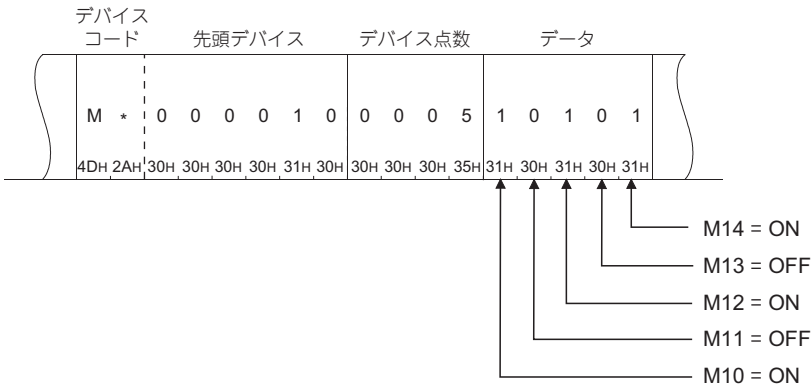 デバイス
コード 先頭デバイス デバイス点数 データ
M * 0 0 0 0 1 0 0 0 0 5 1 0 1 0 1
4DH 2AH 30H 30H 30H 30H 31H 30H 30H 30H 30H 35H 31H 30H 31H 30H 31H
M14 = ON
M13 = OFF
M12 = ON
M11 = OFF
M10 = ON